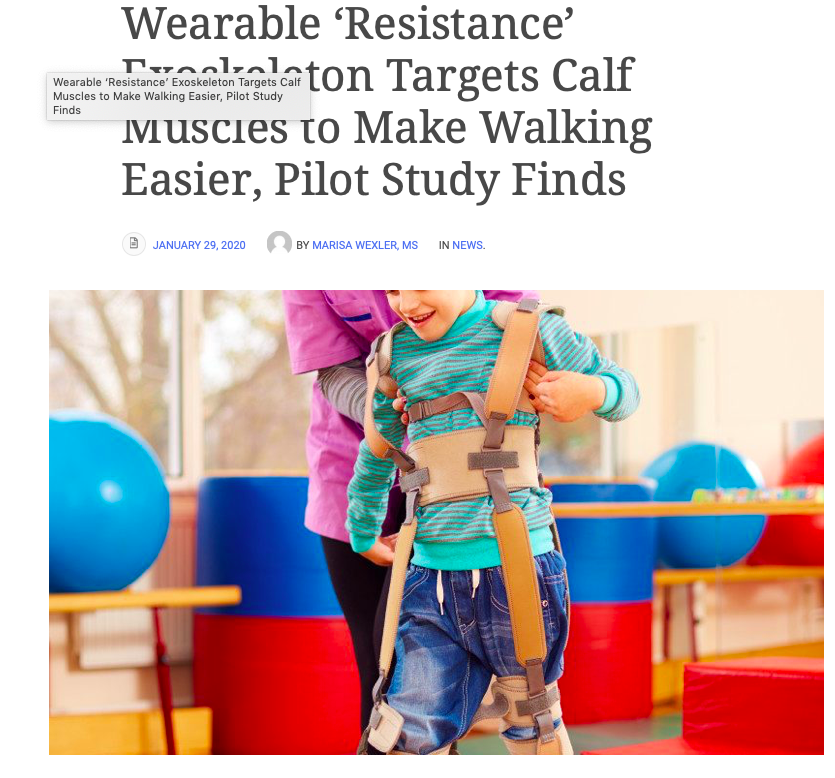 Wearable ‘Resistance’
Exoskeleton Targets Calf
Muscles to Make Walking
Easier, Pilot Study Finds
Wearable ‘Resistance’ Exoskeleton Targets Calf
Muscles to Make Walking Easier, Pilot Study
Finds
JANUARY 29, 2020 BY MARISA WEXLER, MS IN NEWS.